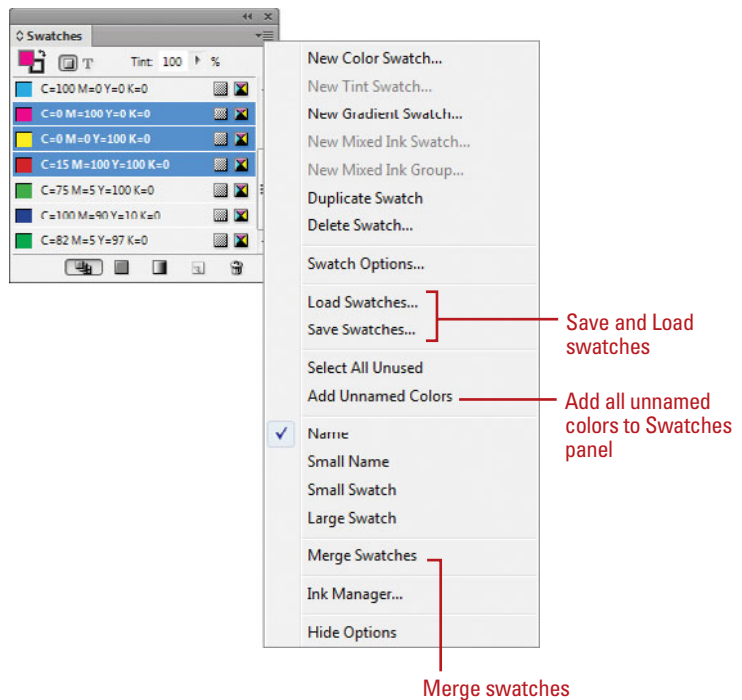 Swatches
T Tint: 100 %
C=100 M=0 Y=0 K=0
C=0 M=100 Y=0 K=0
C=0 M=0 Y=100 K=0
C=15 M=100 Y=100 K=0
C=75 M=5 Y=100 K=0
C=100 M=90 Y=10 K=0
C=82 M=5 Y=97 K=0
New Color Swatch...
New Tint Swatch...
New Gradient Swatch...
New Mixed Ink Swatch...
New Mixed Ink Group...
Duplicate Swatch
Delete Swatch...
Swatch Options...
Load Swatches...
Save Swatches...
Select All Unused
Add Unnamed Colors
Name
Small Name
Small Swatch
Large Swatch
Merge Swatches
Ink Manager...
Hide Options
Save and Load
swatches
Add all unnamed
colors to Swatches
panel
Merge swatches